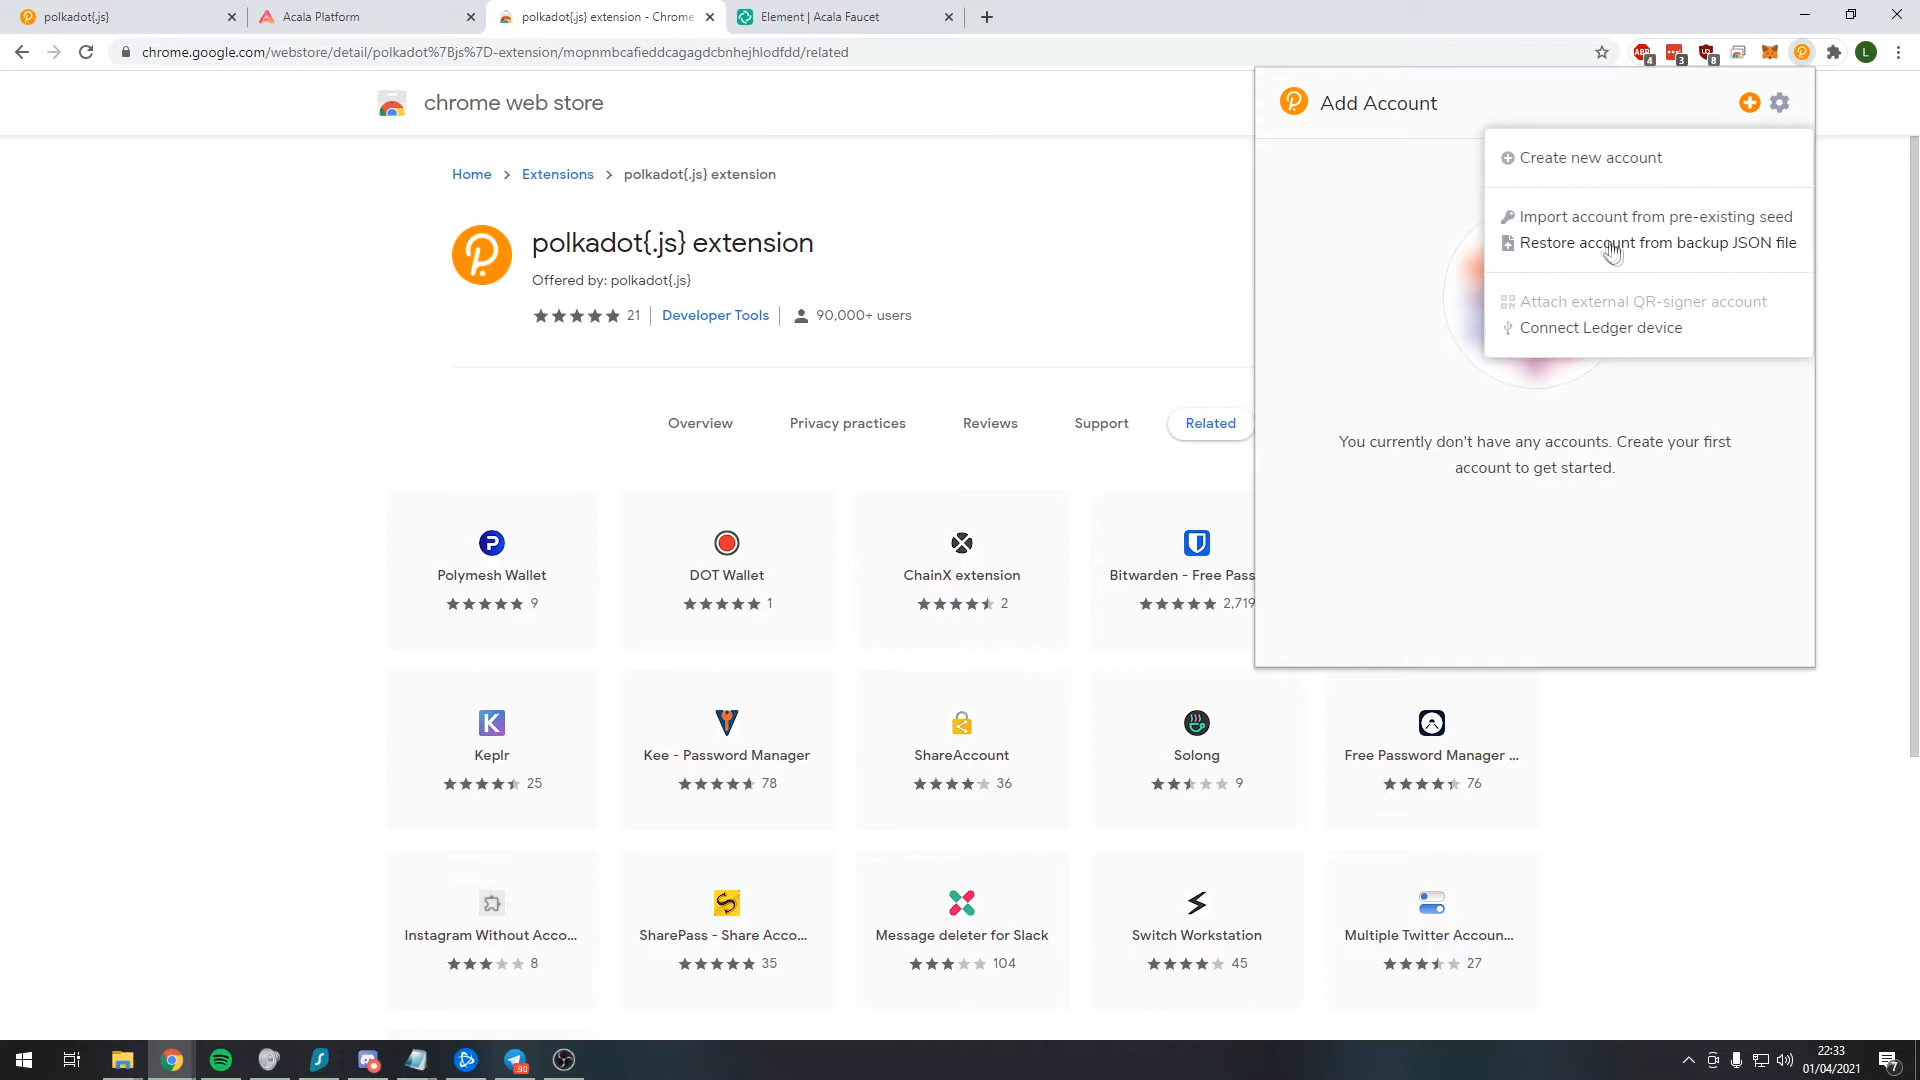 polkadot{.js}
Acala Platform
polkadot{.js} extension - Chrome
Element | Acala Faucet
chrome.google.com/webstore/detail/polkadot%7Bjs%7D-extension/mopnmbcafieddcagagdcbnhejhlodfdd/related
ABP
4
3
8
L
chrome web store
Add Account
Create new account
Import account from pre-existing seed
Restore account from backup JSON file
Attach external QR-signer account
Connect Ledger device
You currently don't have any accounts. Create your first
account to get started.
Home > Extensions > polkadot{.js} extension
polkadot{.js} extension
Offered by: polkadot{.js}
21
Developer Tools
90,000+ users
Overview
Privacy practices
Reviews
Support
Related
Polymesh Wallet
9
DOT Wallet
1
ChainX extension
2
Bitwarden - Free Pass
2,719
Keplr
25
Kee - Password Manager
78
ShareAccount
36
Solong
9
Free Password Manager ...
76
Instagram Without Acco...
8
SharePass - Share Acco...
35
Message deleter for Slack
104
Switch Workstation
45
Multiple Twitter Accoun...
27
90
22:33
01/04/2021
7